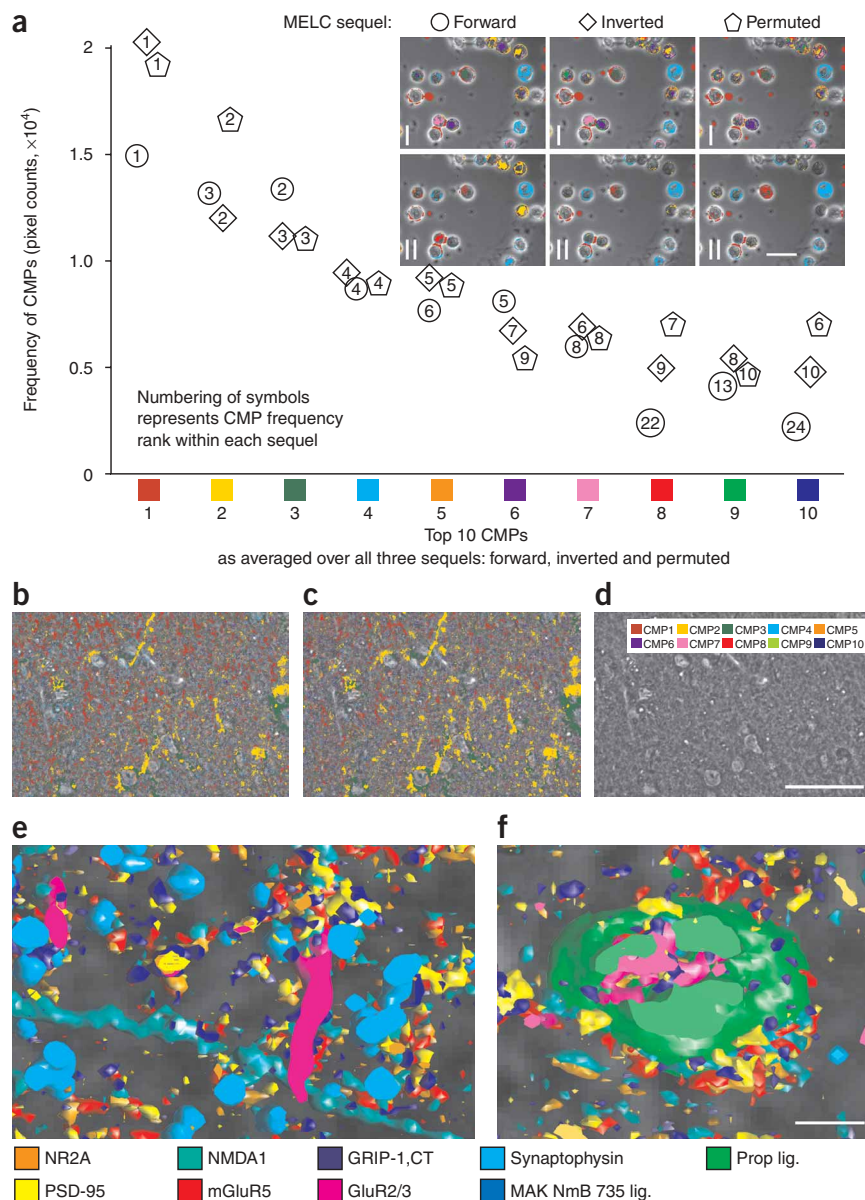 a
MELC sequel: Forward Inverted Permuted
Frequency of CMPs (pixel counts, ×10⁴)
2
1.5
1.0
0.5
0
1
1
1
3
2
2
2
3
3
4
4
4
6
5
5
5
7
9
8
6
8
22
9
7
13
8
10
24
10
6
I
I
I
II
II
II
Numbering of symbols
represents CMP frequency
rank within each sequel
1 2 3 4 5 6 7 8 9 10
Top 10 CMPs
as averaged over all three sequels: forward, inverted and permuted
b c d
CMP1 CMP2 CMP3 CMP4 CMP5
CMP6 CMP7 CMP8 CMP9 CMP10
e f
NR2A NMDA1 GRIP-1,CT Synaptophysin Prop lig.
PSD-95 mGluR5 GluR2/3 MAK NmB 735 lig.